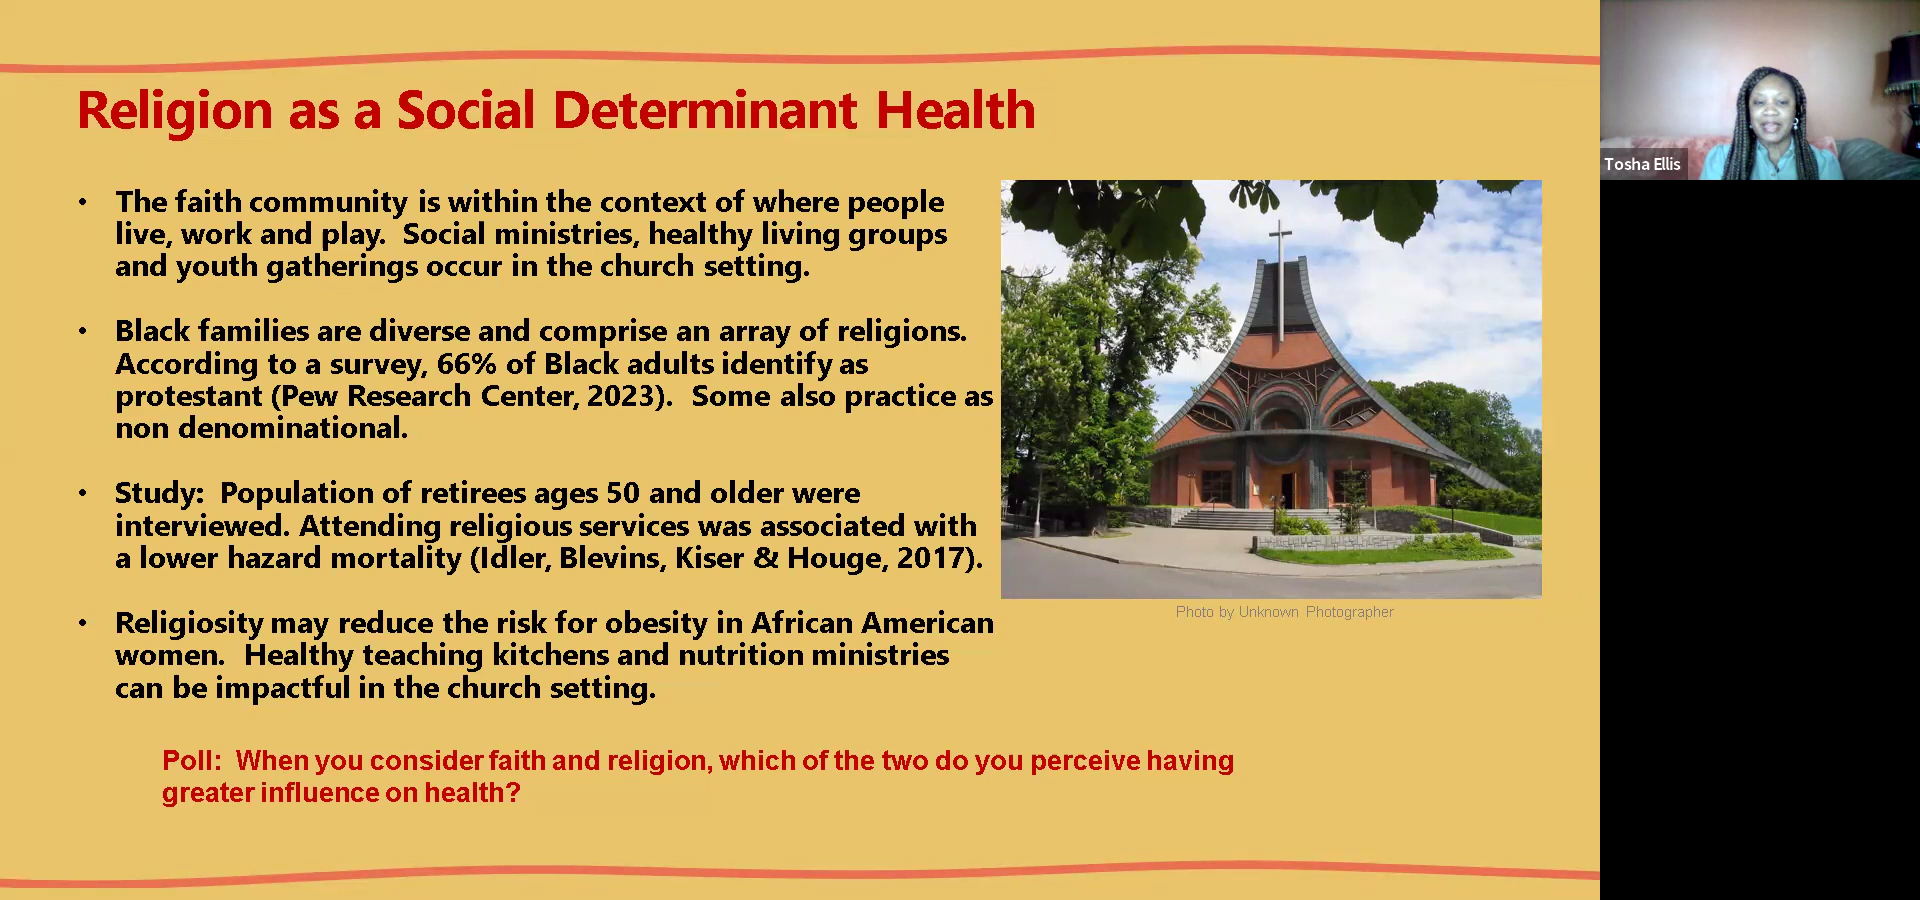 Religion as a Social Determinant Health
Tosha Ellis
• The faith community is within the context of where people
live, work and play.  Social ministries, healthy living groups
and youth gatherings occur in the church setting.
• Black families are diverse and comprise an array of religions.
According to a survey, 66% of Black adults identify as
protestant (Pew Research Center, 2023).  Some also practice as
non denominational.
• Study:  Population of retirees ages 50 and older were
interviewed. Attending religious services was associated with
a lower hazard mortality (Idler, Blevins, Kiser & Houge, 2017).
• Religiosity may reduce the risk for obesity in African American
women.  Healthy teaching kitchens and nutrition ministries
can be impactful in the church setting.
Photo by Unknown Photographer
Poll:  When you consider faith and religion, which of the two do you perceive having
greater influence on health?